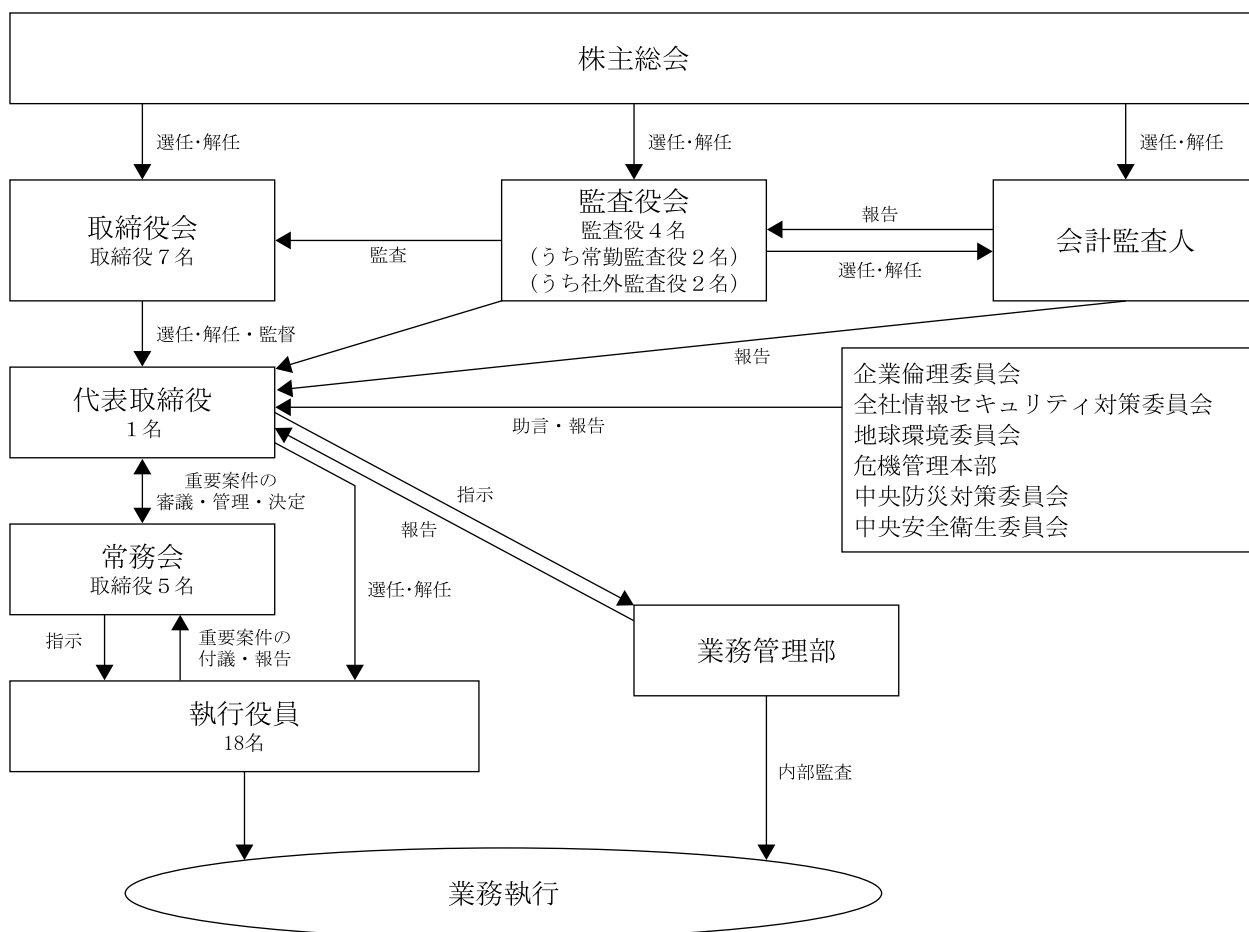 株主総会
選任・解任
選任・解任
選任・解任
取締役会
取締役7名
監査
監査役会
監査役4名
(うち常勤監査役2名)
(うち社外監査役2名)
報告
選任・解任
会計監査人
選任・解任・監督
報告
代表取締役
1名
助言・報告
企業倫理委員会
全社情報セキュリティ対策委員会
地球環境委員会
危機管理本部
中央防災対策委員会
中央安全衛生委員会
重要案件の
審議・管理・決定
指示
報告
常務会
取締役5名
選任・解任
指示
重要案件の
付議・報告
業務管理部
執行役員
18名
内部監査
業務執行